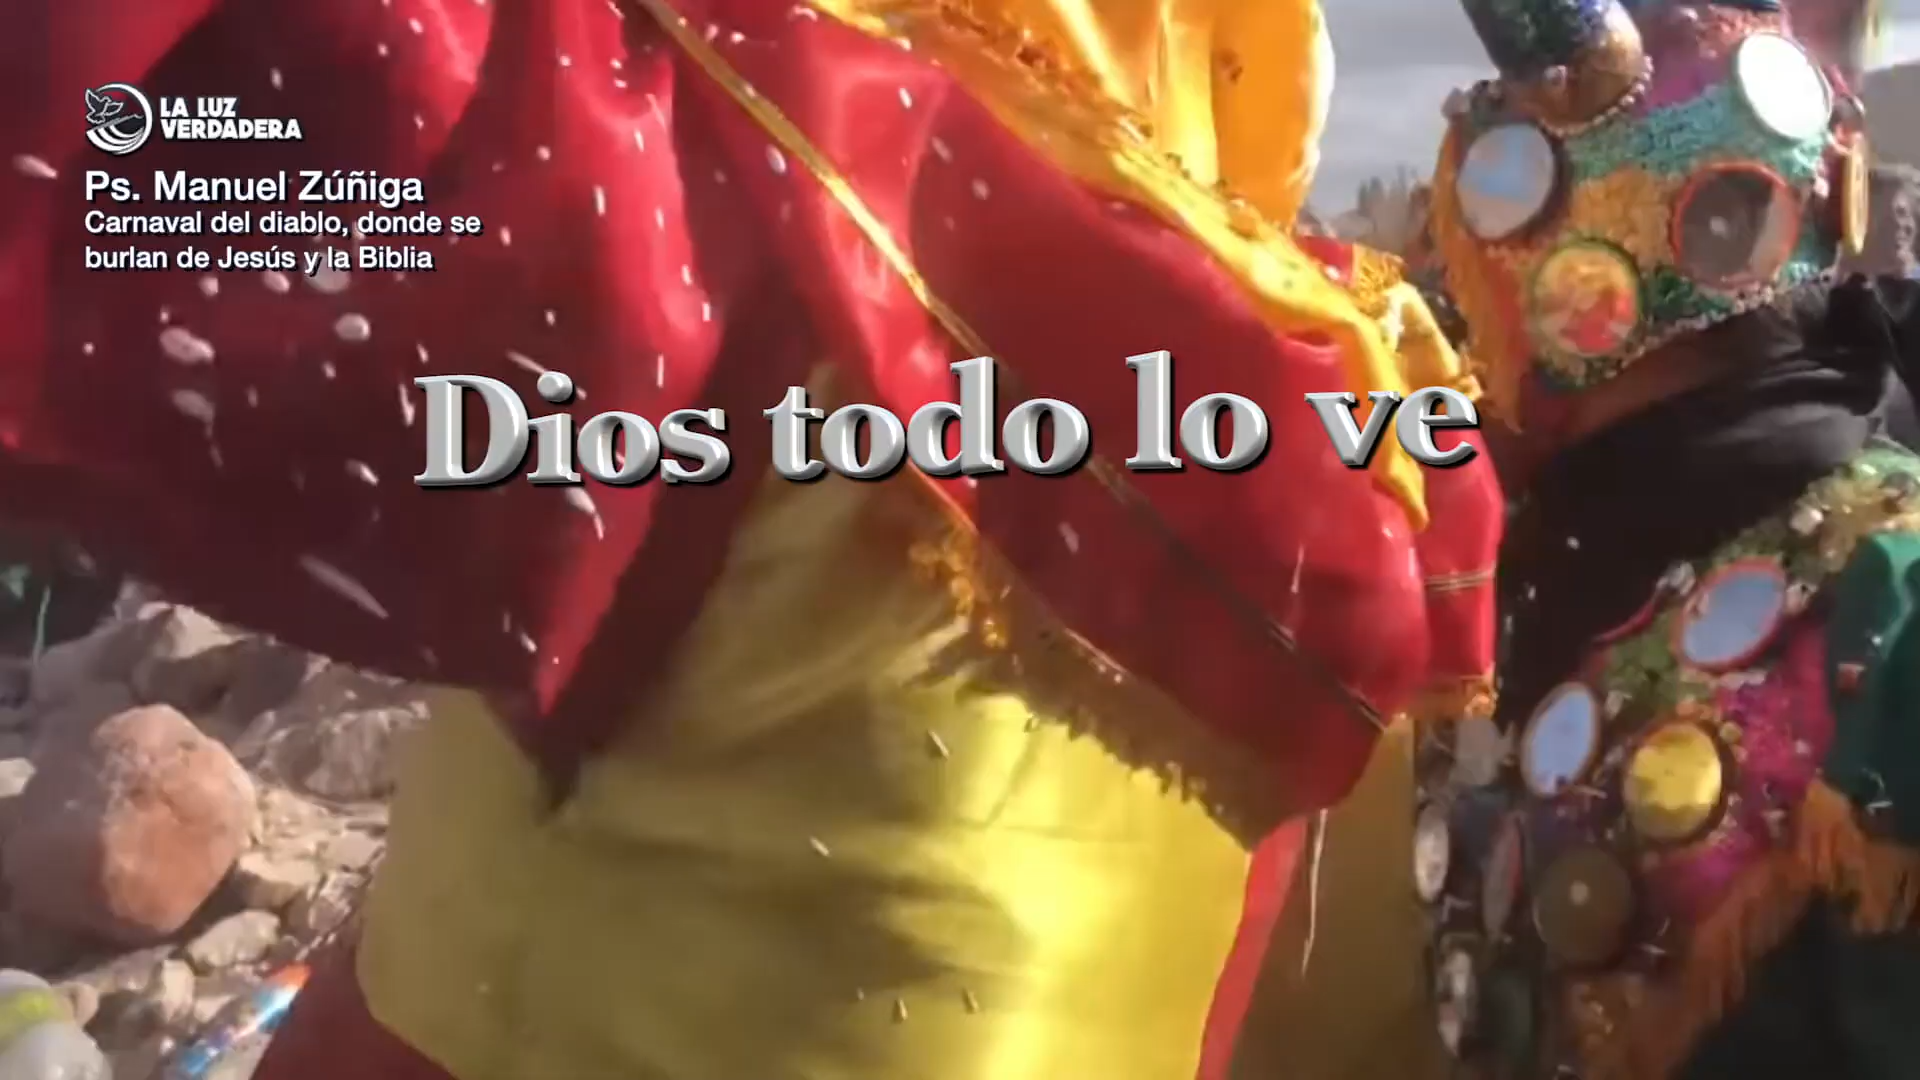 LA LUZ
VERDADERA
Ps. Manuel Zúñiga
Carnaval del diablo, donde se
burlan de Jesús y la Biblia
Dios todo lo ve